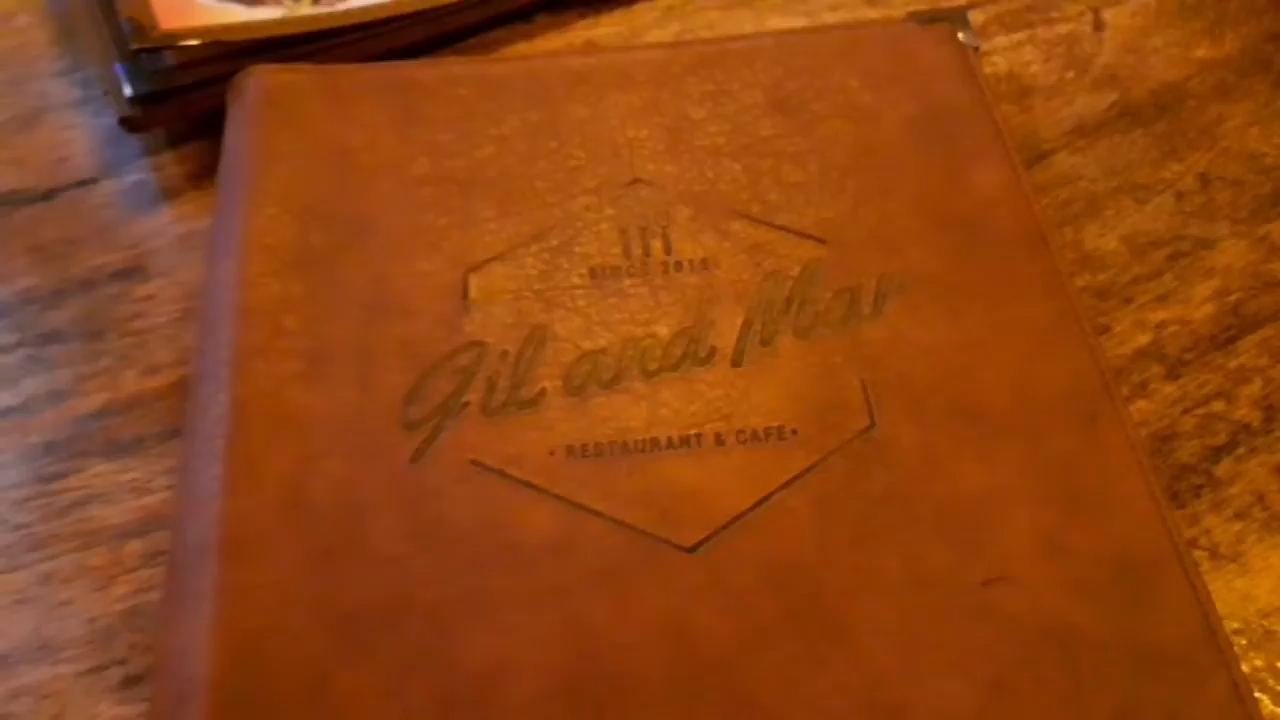 SINCE 2016
Gil and Mar
• RESTAURANT & CAFE •